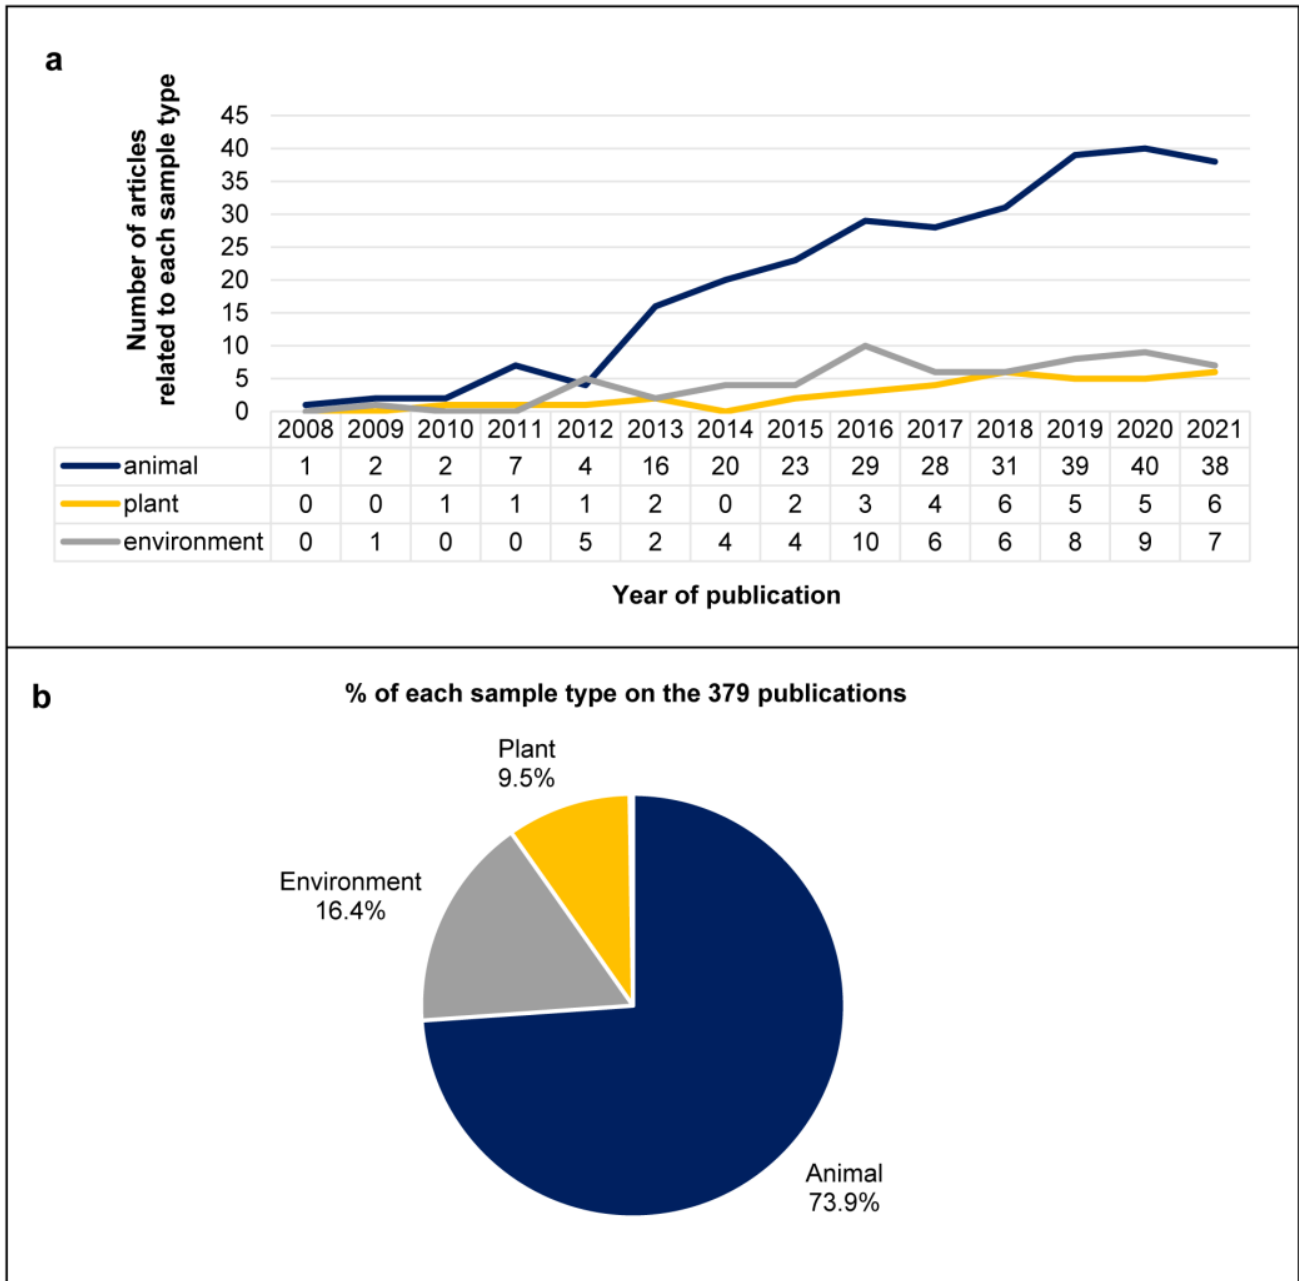 a
Number of articles
related to each sample type
45
40
35
30
25
20
15
10
5
0
2008 2009 2010 2011 2012 2013 2014 2015 2016 2017 2018 2019 2020 2021
animal 1 2 2 7 4 16 20 23 29 28 31 39 40 38
plant 0 0 1 1 1 2 0 2 3 4 6 5 5 6
environment 0 1 0 0 5 2 4 4 10 6 6 8 9 7
Year of publication
b
% of each sample type on the 379 publications
Plant
9.5%
Environment
16.4%
Animal
73.9%